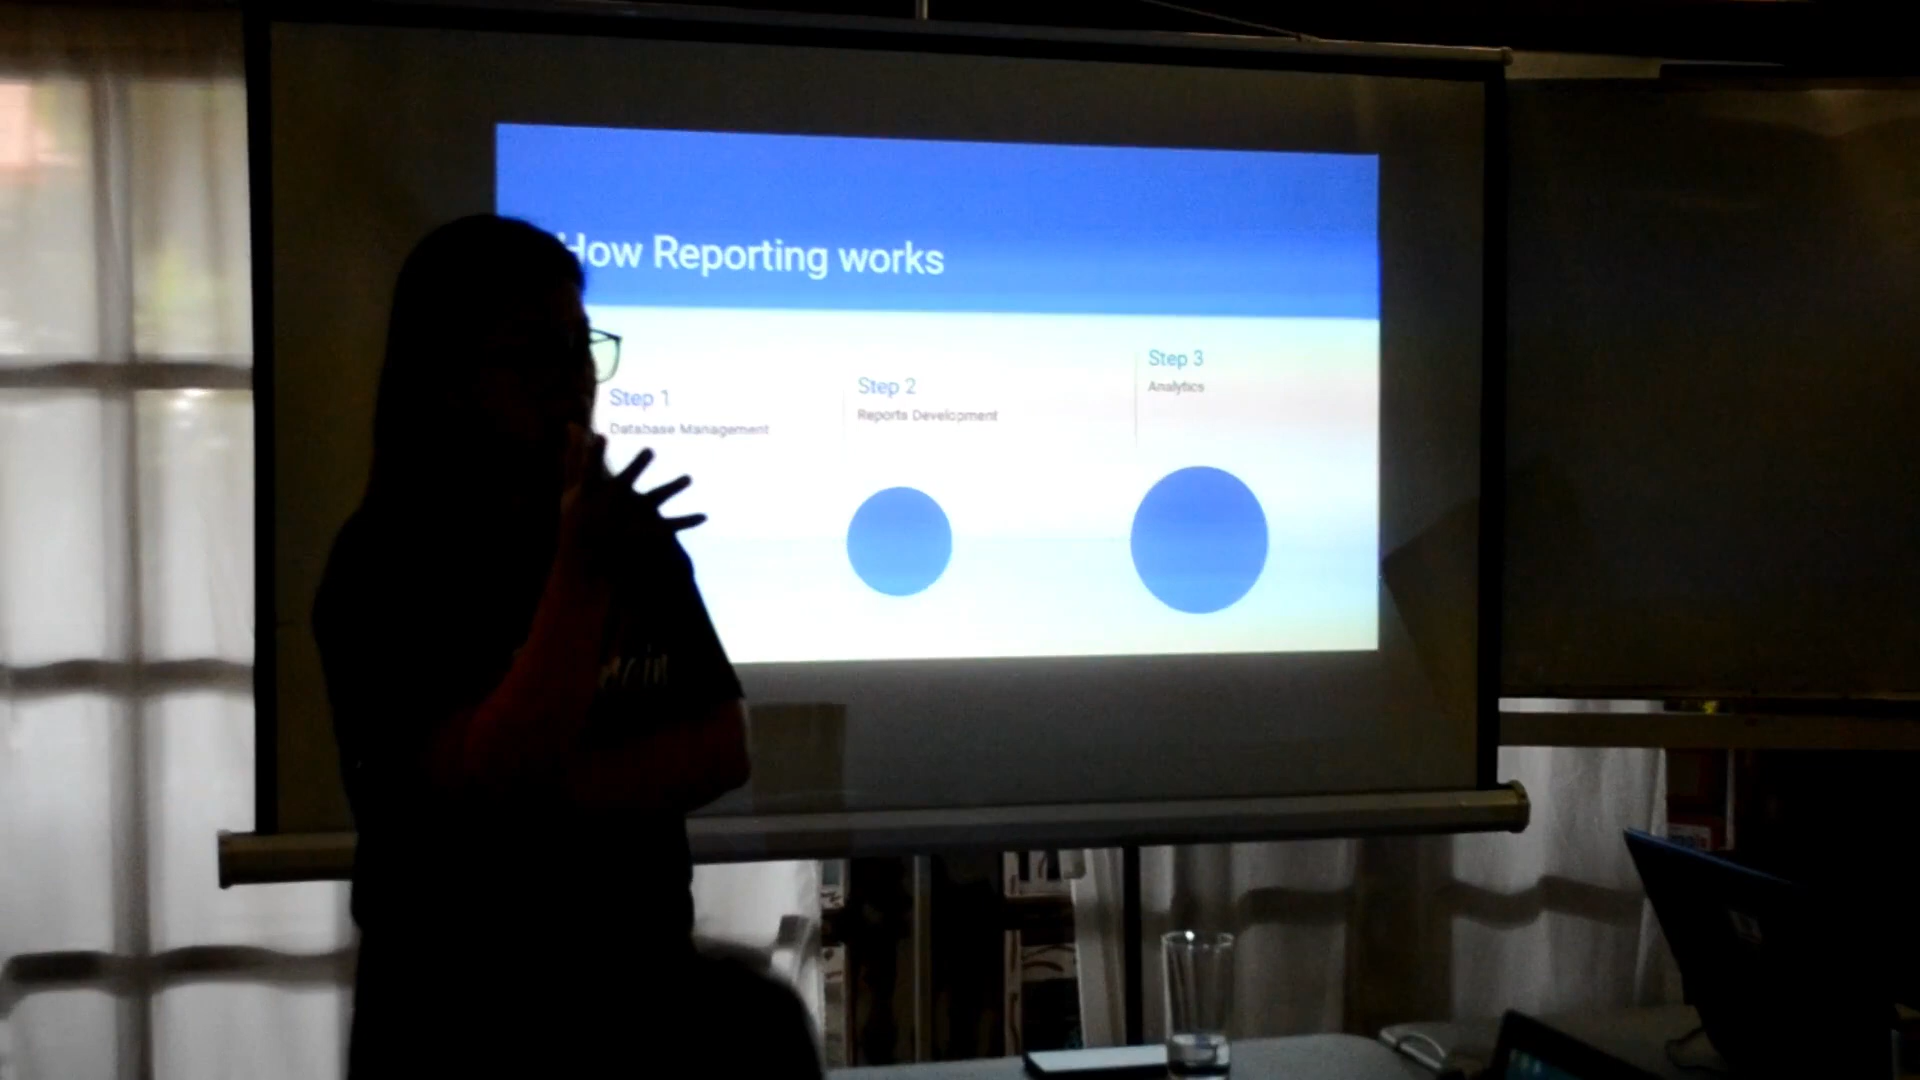 How Reporting works
Step 1
Database Management
Step 2
Reports Development
Step 3
Analytics